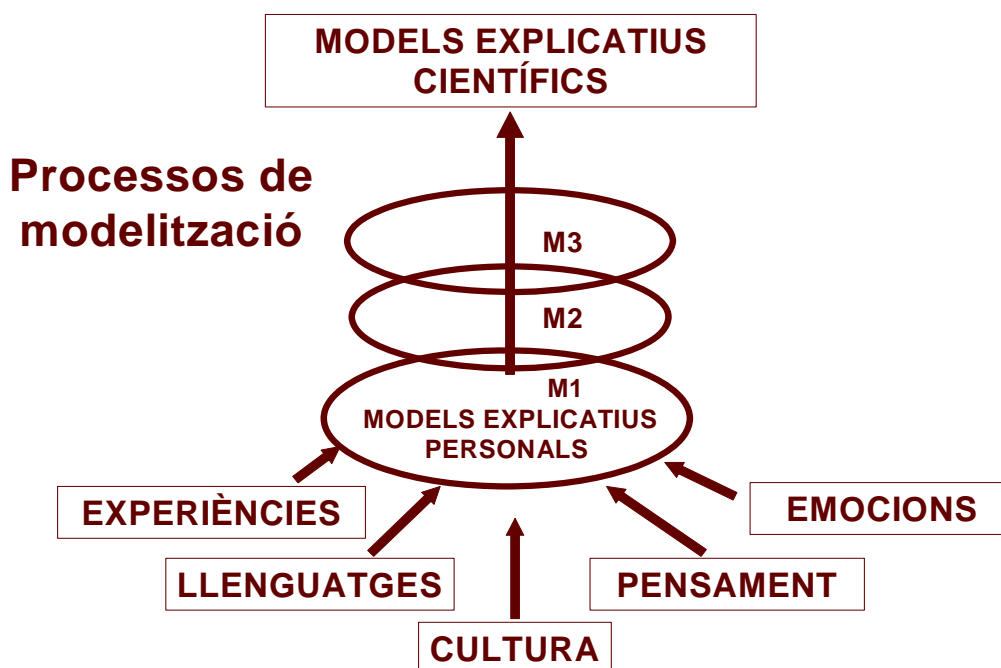 MODELS EXPLICATIUS
CIENTÍFICS
Processos de
modelització
M3
M2
M1
MODELS EXPLICATIUS
PERSONALS
EXPERIÈNCIES
EMOCIONS
LLENGUATGES
PENSAMENT
CULTURA